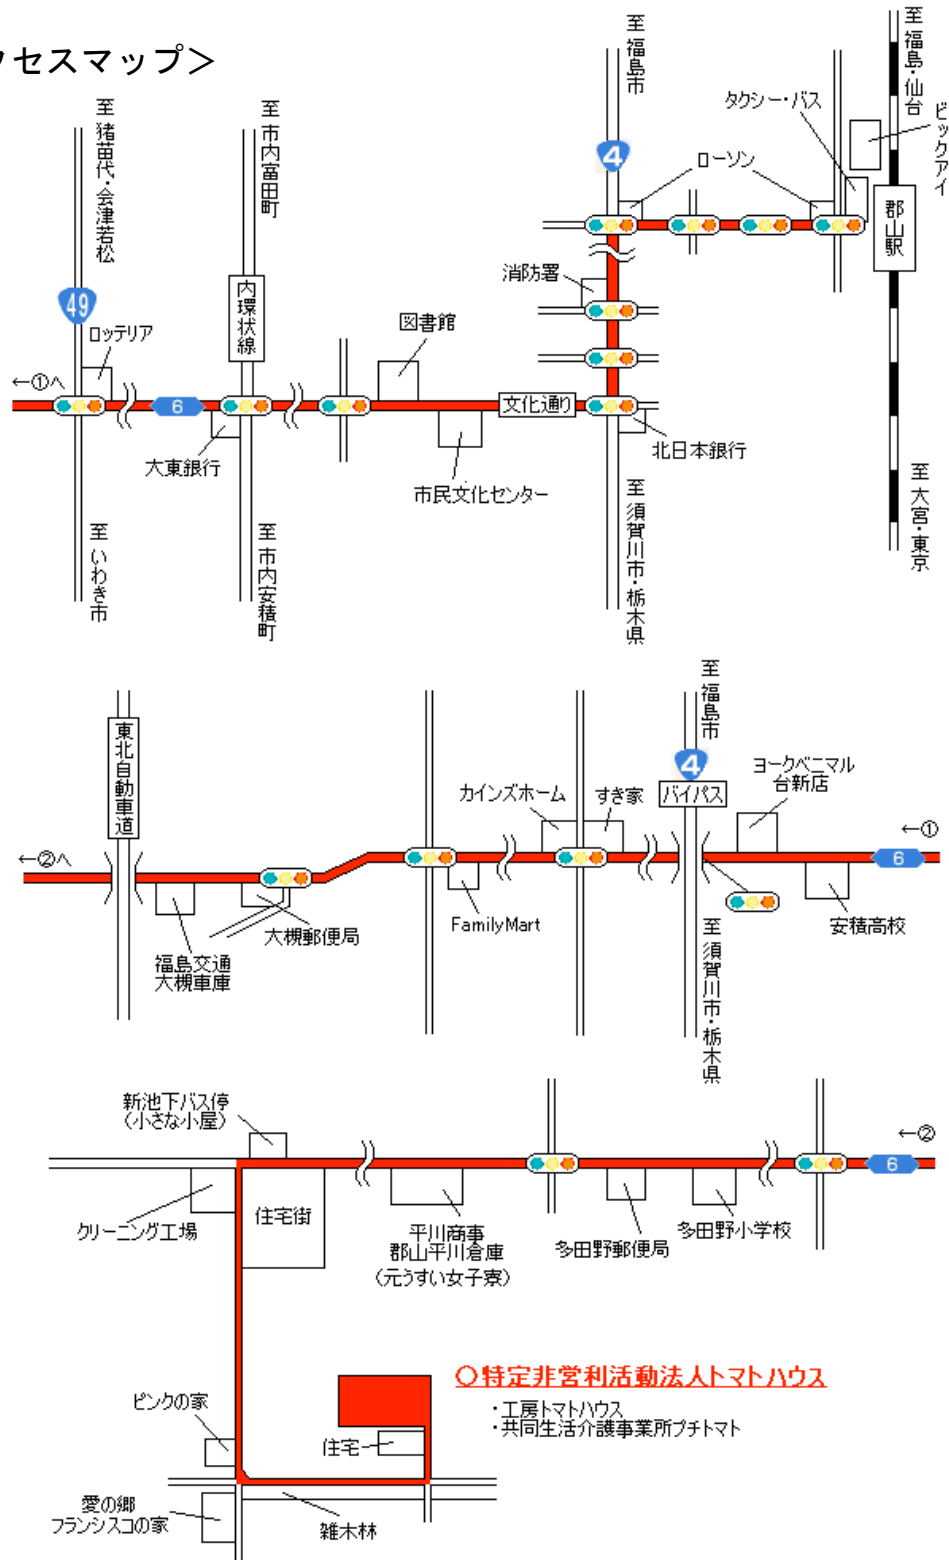 クセスマップ＞
至 福島市
至 福島・仙台
タクシー・バス
ビックアイ
至 猪苗代・会津若松
至 市内富田町
4
ローソン
郡山駅
消防署
49
内環状線
ロッテリア
図書館
←①へ
6
文化通り
大東銀行
北日本銀行
市民文化センター
至 いわき市
至 市内安積町
至 須賀川市・栃木県
至 大宮・東京
至 福島市
東北自動車道
4
バイパス
ヨークベニマル
台新店
カインズホーム
すき家
←①
6
←②へ
FamilyMart
大槻郵便局
安積高校
福島交通
大槻車庫
至 須賀川市・栃木県
新池下バス停
（小さな小屋）
←②
6
クリーニング工場
住宅街
平川商事
郡山平川倉庫
（元うすい女子寮）
多田野郵便局
多田野小学校
○特定非営利活動法人トマトハウス
・工房トマトハウス
・共同生活介護事業所プチトマト
ピンクの家
住宅
愛の郷
フランシスコの家
雑木林